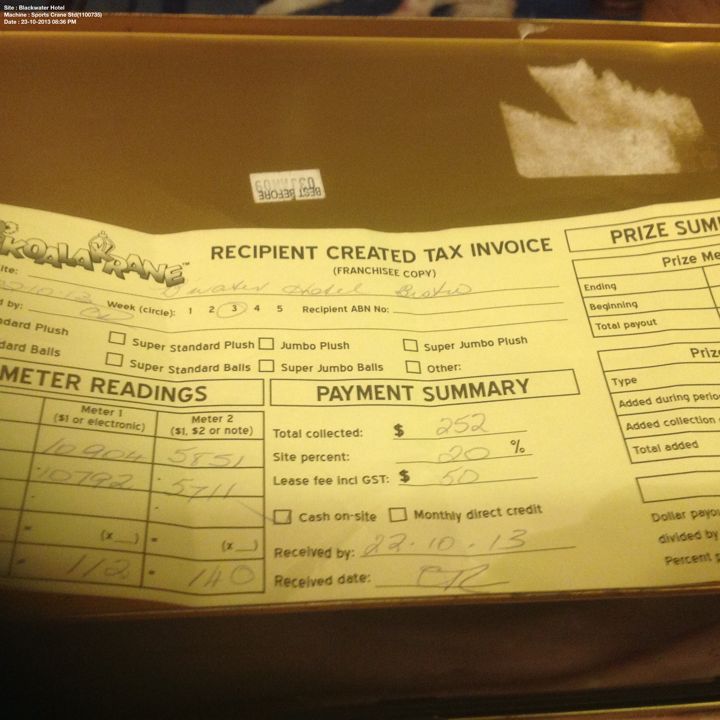 Site : Blackwater Hotel
Machine : Sports Crane Std(1100735)
Date : 23-10-2013 08:36 PM
BEST BEFORE
KOALA KRANE™
RECIPIENT CREATED TAX INVOICE
(FRANCHISEE COPY)
ite: water Hotel Bistro
d by: Week (circle): 1 2 3 4 5 Recipient ABN No:
ndard Plush Super Standard Plush Jumbo Plush Super Jumbo Plush
dard Balls Super Standard Balls Super Jumbo Balls Other:
METER READINGS
Meter 1 Meter 2
($1 or electronic) ($1, $2 or note)
10904 5851
10792 5711
= (x__) = (x__)
= 112 = 140
PAYMENT SUMMARY
Total collected: $ 252
Site percent: 20 %
Lease fee incl GST: $ 50
Cash on-site Monthly direct credit
Received by: 22.10.13
Received date:
PRIZE SUM
Prize Me
Ending
Beginning
Total payout
Priz
Type
Added during perio
Added collection
Total added
Dollar payou
divided by
Percent p